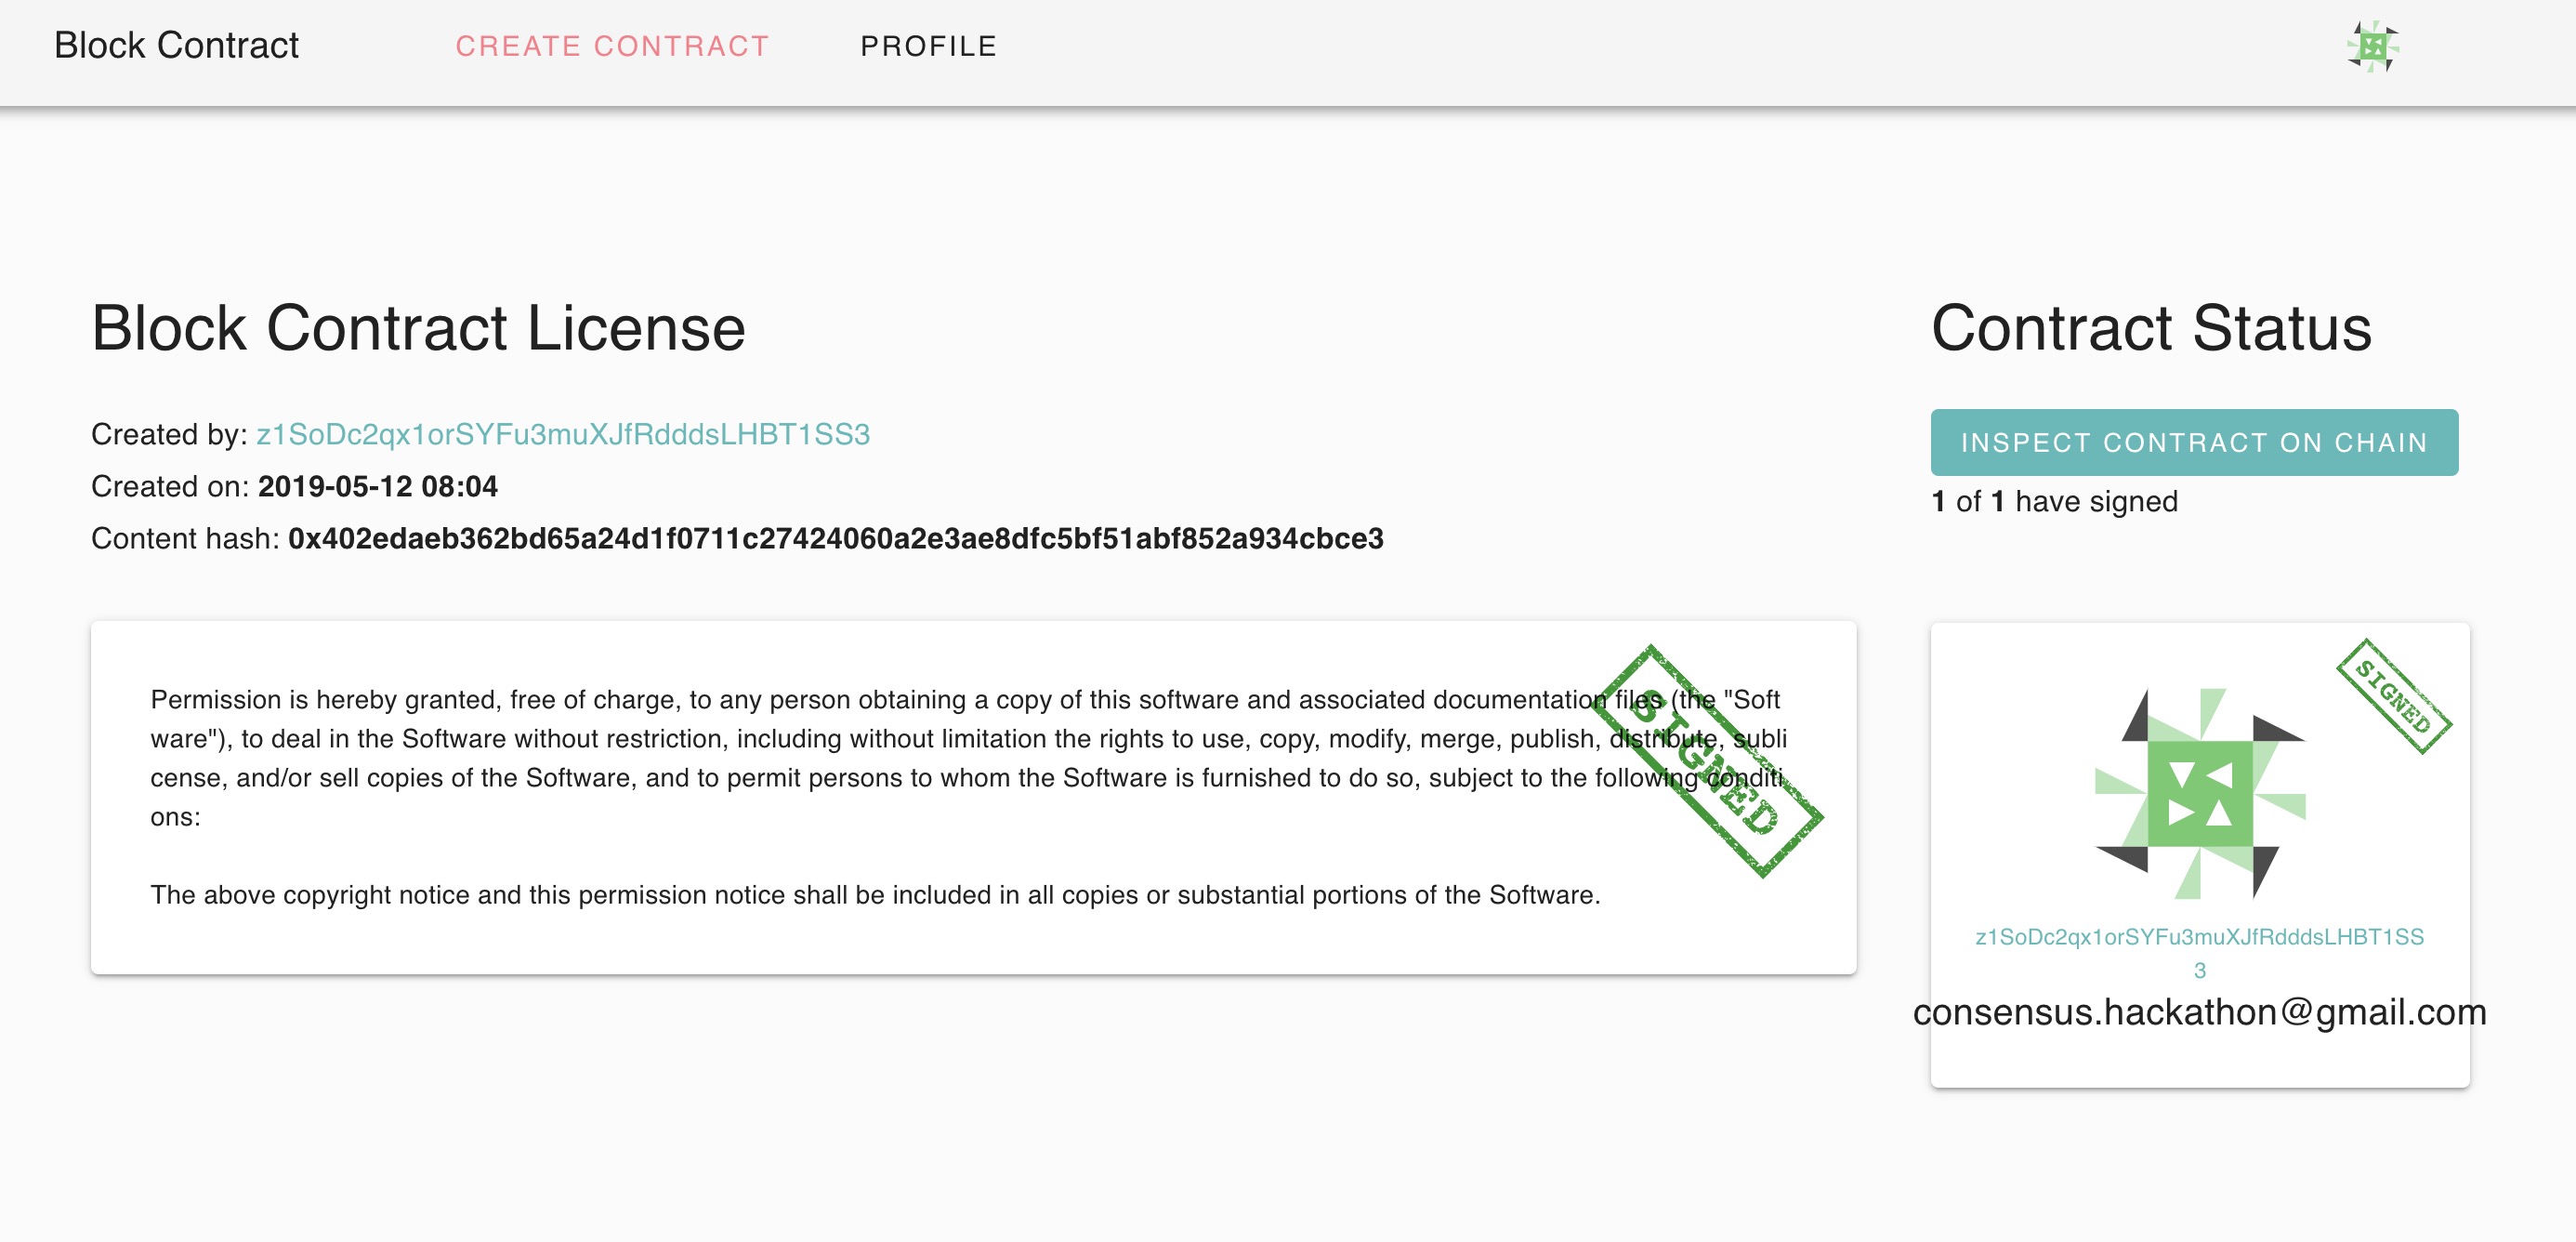 Block Contract
CREATE CONTRACT
PROFILE
Block Contract License
Created by: z1SoDc2qx1orSYFu3muXJfRdddsLHBT1SS3
Created on: 2019-05-12 08:04
Content hash: 0x402edaeb362bd65a24d1f0711c27424060a2e3ae8dfc5bf51abf852a934cbce3
Permission is hereby granted, free of charge, to any person obtaining a copy of this software and associated documentation files (the "Soft
ware"), to deal in the Software without restriction, including without limitation the rights to use, copy, modify, merge, publish, distribute, subli
cense, and/or sell copies of the Software, and to permit persons to whom the Software is furnished to do so, subject to the following conditi
ons:
The above copyright notice and this permission notice shall be included in all copies or substantial portions of the Software.
SIGNED
Contract Status
INSPECT CONTRACT ON CHAIN
1 of 1 have signed
SIGNED
z1SoDc2qx1orSYFu3muXJfRdddsLHBT1SS
3
consensus.hackathon@gmail.com